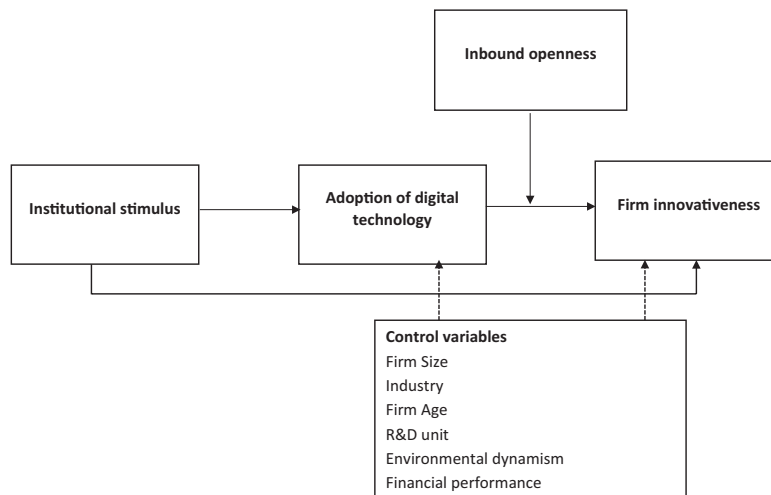 Inbound openness
Institutional stimulus
Adoption of digital
technology
Firm innovativeness
Control variables
Firm Size
Industry
Firm Age
R&D unit
Environmental dynamism
Financial performance